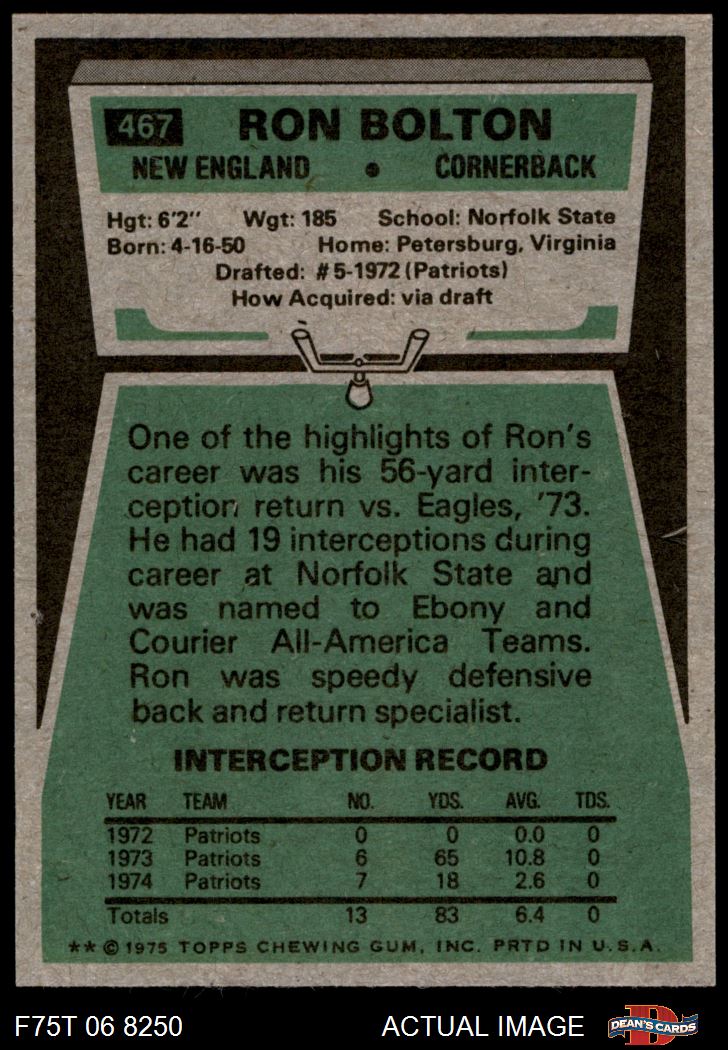 467 RON BOLTON
NEW ENGLAND • CORNERBACK
Hgt: 6'2" Wgt: 185 School: Norfolk State
Born: 4-16-50 Home: Petersburg, Virginia
Drafted: #5-1972 (Patriots)
How Acquired: via draft
One of the highlights of Ron's
career was his 56-yard inter-
ception return vs. Eagles, '73.
He had 19 interceptions during
career at Norfolk State and
was named to Ebony and
Courier All-America Teams.
Ron was speedy defensive
back and return specialist.
INTERCEPTION RECORD
YEAR TEAM NO. YDS. AVG. TDS.
1972 Patriots 0 0 0.0 0
1973 Patriots 6 65 10.8 0
1974 Patriots 7 18 2.6 0
Totals 13 83 6.4 0
** © 1975 TOPPS CHEWING GUM, INC. PRTD IN U.S.A.
F75T 06 8250 ACTUAL IMAGE D DEAN'S CARDS